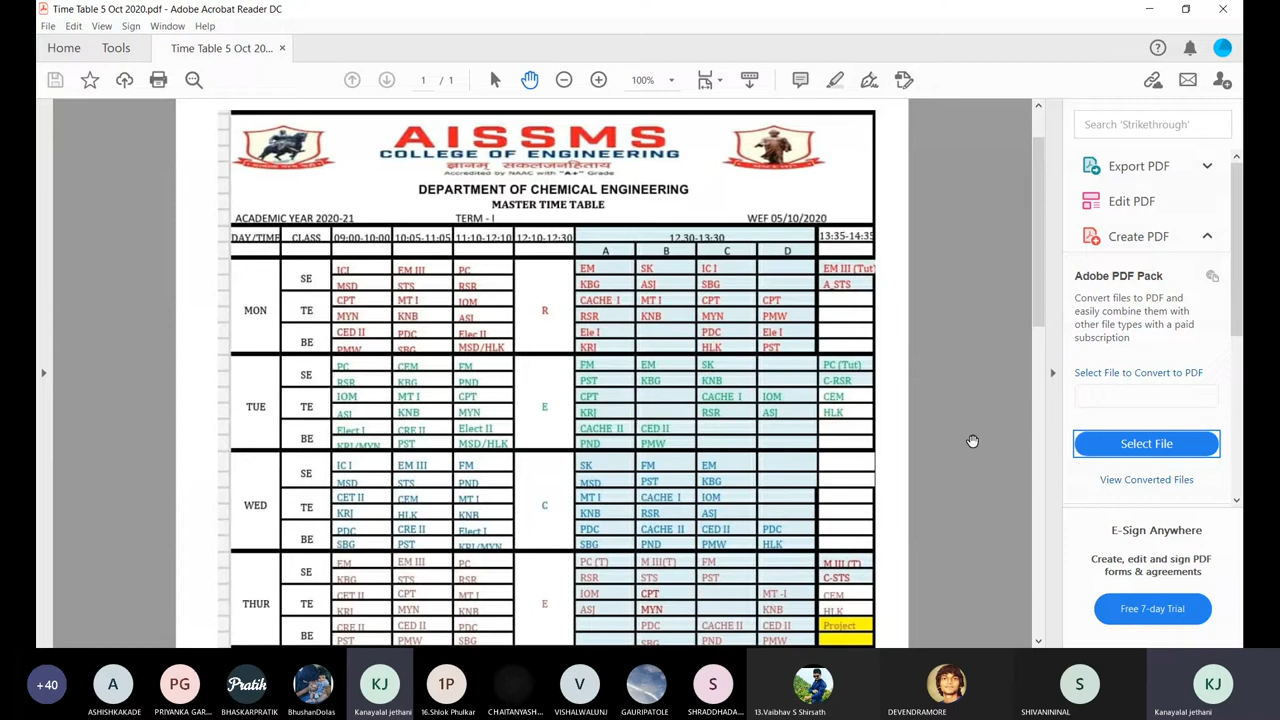 Time Table 5 Oct 2020.pdf - Adobe Acrobat Reader DC
File Edit View Sign Window Help
Home Tools Time Table 5 Oct 20... ×
1 / 1 100%
AISSMS
COLLEGE OF ENGINEERING
ज्ञानम् सकलजनहिताय
Accredited by NAAC with "A+" Grade
DEPARTMENT OF CHEMICAL ENGINEERING
MASTER TIME TABLE
ACADEMIC YEAR 2020-21 TERM - I WEF 05/10/2020
DAY/TIME CLASS 09:00-10:00 10:05-11:05 11:10-12:10 12:10-12:30 12.30-13:30 13:35-14:35
A B C D
MON SE ICI EM III PC EM SK IC I EM III (Tut)
MSD STS RSR KBG ASJ SBG A_STS
TE CPT MT I IOM R CACHE I MT I CPT CPT
MYN KNB ASJ RSR KNB MYN PMW
BE CED II PDC Elec II Ele I PDC Ele I
PMW SBG MSD/HLK KRJ HLK PST
TUE SE PC CEM FM FM EM SK PC (Tut)
RSR KBG PND PST KBG KNB C-RSR
TE IOM MT I CPT E CPT CACHE I IOM CEM
ASJ KNB MYN KRJ RSR ASJ HLK
BE Elect I CRE II Elect II CACHE II CED II
KRJ/MYN PST MSD/HLK PND PMW
WED SE IC I EM III FM SK FM EM
MSD STS PND MSD PST KBG
TE CET II CEM MT I C MT I CACHE I IOM
KRJ HLK KNB KNB RSR ASJ
BE PDC CRE II Elect I PDC CACHE II CED II PDC
SBG PST KRJ/MYN SBG PND PMW HLK
THUR SE EM EM III PC PC (T) M III(T) FM M III (T)
KBG STS RSR RSR STS PST C-STS
TE CET II CPT MT I E IOM CPT MT -I CEM
KRJ MYN KNB ASJ MYN KNB HLK
BE CRE II CED II PDC PDC CACHE II CED II Project
PST PMW SBG SBG PND PMW
Search 'Strikethrough'
Export PDF
Edit PDF
Create PDF
Adobe PDF Pack
Convert files to PDF and
easily combine them with
other file types with a paid
subscription
Select File to Convert to PDF
Select File
View Converted Files
E-Sign Anywhere
Create, edit and sign PDF
forms & agreements
Free 7-day Trial
+40 A PG Pratik KJ 1P V S S KJ
ASHISHKAKADE PRIYANKA GAR... BHASKARPRATIK BhushanDolas Kanayalal jethani 16.Shlok Phulkar CHAITANYASH... VISHALWALUNJ GAURIPATOLE SHRADDHADA... 13.Vaibhav S Shirsath DEVENDRAMORE SHIVANININAL Kanayalal jethani